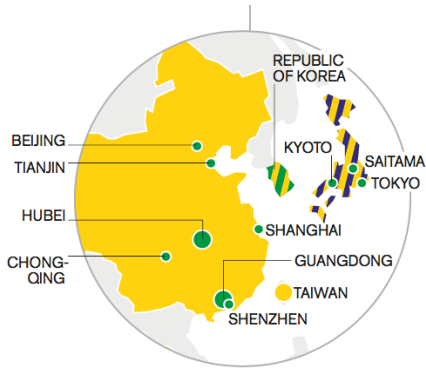 REPUBLIC
OF KOREA
BEIJING
KYOTO
TIANJIN
SAITAMA
TOKYO
HUBEI
SHANGHAI
CHONG-
QING
GUANGDONG
TAIWAN
SHENZHEN